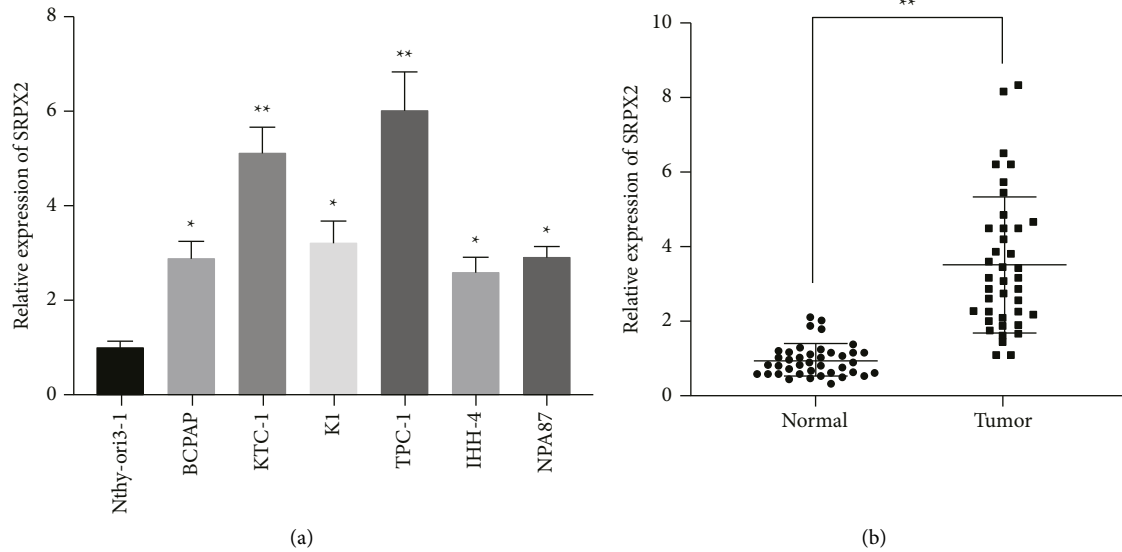 Relative expression of SRPX2
8
6
4
2
0
*
**
*
**
*
*
Nthy-ori3-1
BCPAP
KTC-1
K1
TPC-1
IHH-4
NPA87
(a)
Relative expression of SRPX2
10
8
6
4
2
0
**
Normal
Tumor
(b)